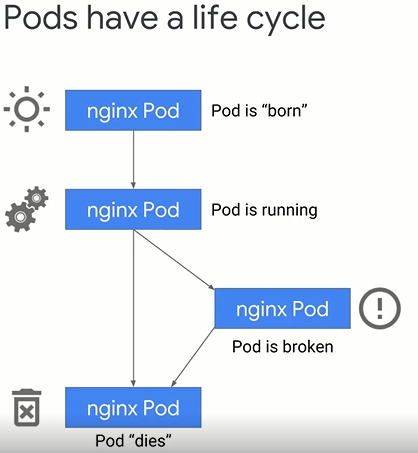 Pods have a life cycle
nginx Pod
Pod is “born”
nginx Pod
Pod is running
nginx Pod
Pod is broken
nginx Pod
Pod “dies”